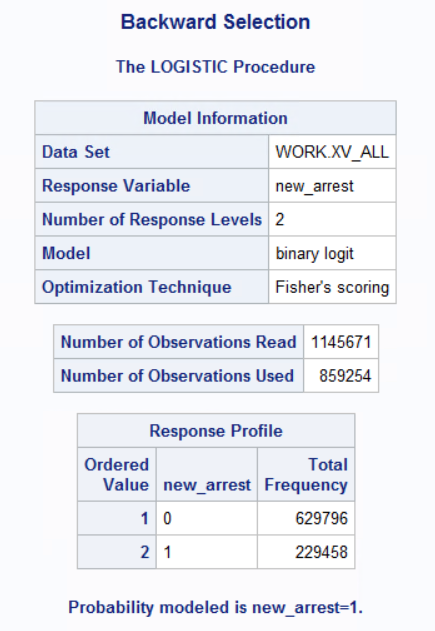 Backward Selection
The LOGISTIC Procedure
Model Information
Data Set WORK.XV_ALL
Response Variable new_arrest
Number of Response Levels 2
Model binary logit
Optimization Technique Fisher's scoring
Number of Observations Read 1145671
Number of Observations Used 859254
Response Profile
Ordered Total
Value new_arrest Frequency
1 0 629796
2 1 229458
Probability modeled is new_arrest=1.